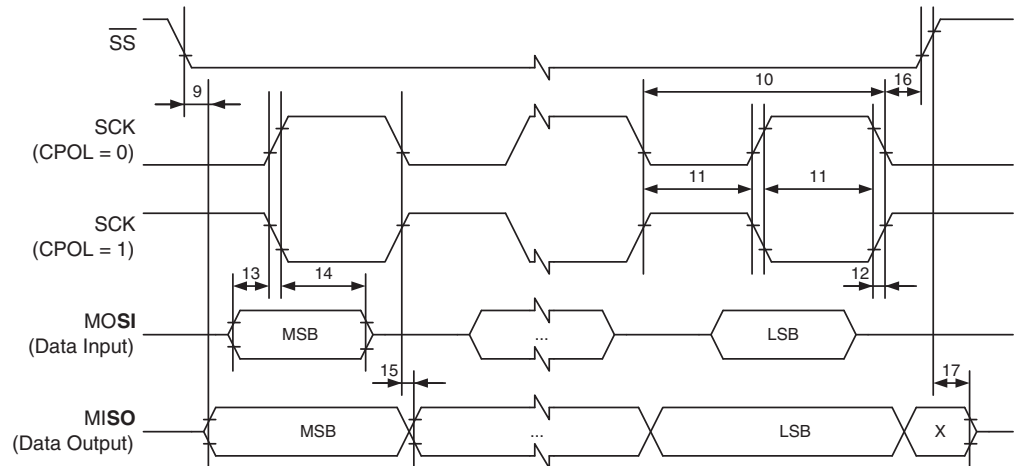 SS
9
10
16
SCK
(CPOL = 0)
11
11
SCK
(CPOL = 1)
13
14
12
MOSI
(Data Input)
MSB
...
LSB
15
17
MISO
(Data Output)
MSB
...
LSB
X